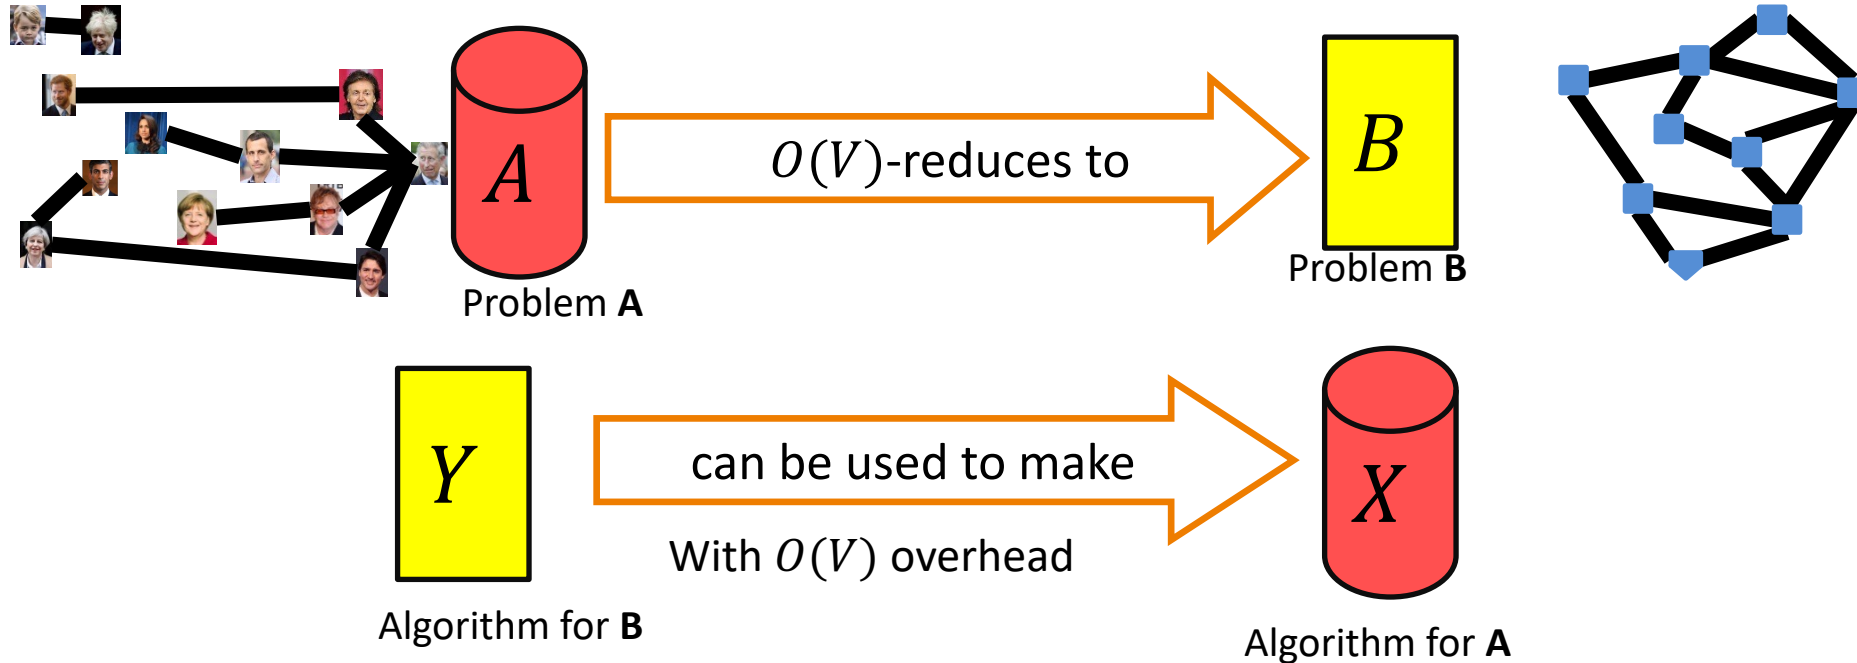 A
O(V)-reduces to
B
Problem A
Problem B
Y
can be used to make
X
With O(V) overhead
Algorithm for B
Algorithm for A